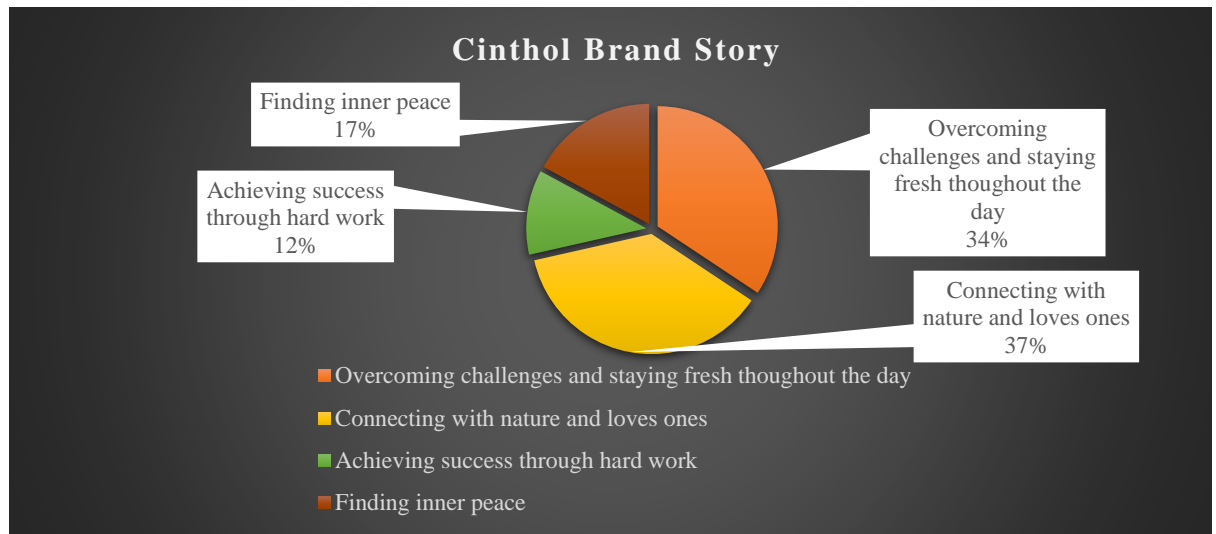 Cinthol Brand Story
Finding inner peace
17%
Overcoming
challenges and staying
fresh thoughout the
day
34%
Achieving success
through hard work
12%
Connecting with
nature and loves ones
37%
Overcoming challenges and staying fresh thoughout the day
Connecting with nature and loves ones
Achieving success through hard work
Finding inner peace